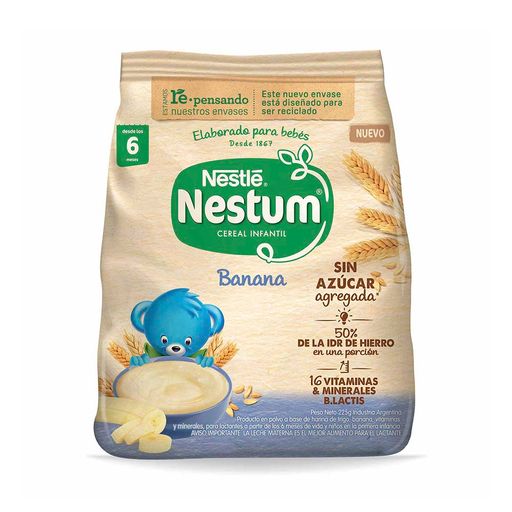 ESTAMOS
re-pensando
nuestros envases
Este nuevo envase
está diseñado para
ser reciclado
Elaborado para bebés
Desde 1867
NUEVO
desde los
6
meses
Nestlé®
Nestum®
CEREAL INFANTIL
Banana
SIN
AZÚCAR
agregada
50%
DE LA IDR DE HIERRO
en una porción
16 VITAMINAS
& MINERALES
B.LACTIS
Peso Neto 225g Industria Argentina
Producto en polvo a base de harina de trigo, banana, vitaminas
y minerales, para lactantes a partir de los 6 meses de vida y niños en la primera infancia
AVISO IMPORTANTE: LA LECHE MATERNA ES EL MEJOR ALIMENTO PARA EL LACTANTE